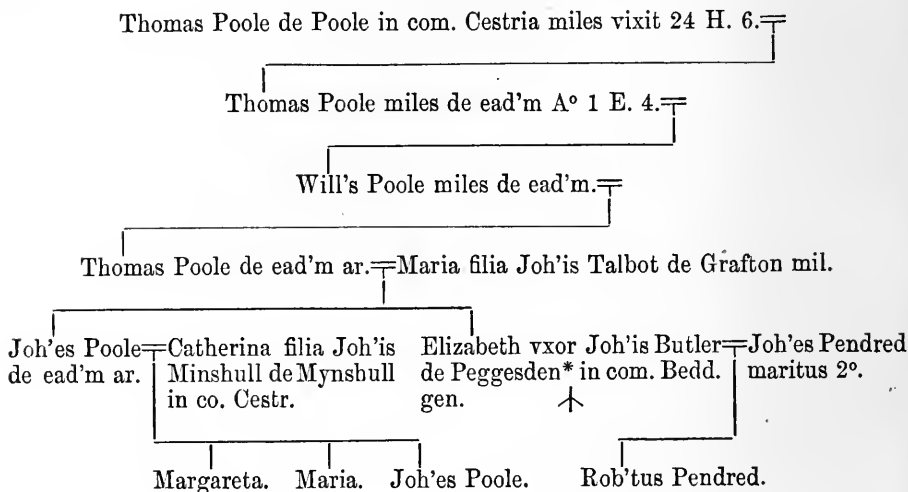 Thomas Poole de Poole in com. Cestria miles vixit 24 H. 6.
Thomas Poole miles de ead'm Aº 1 E. 4.
Will's Poole miles de ead'm.
Thomas Poole de ead'm ar. Maria filia Joh'is Talbot de Grafton mil.
Joh'es Poole de ead'm ar.
Catherina filia Joh'is Minshull de Mynshull in co. Cestr.
Elizabeth vxor Joh'is Butler de Peggesden* in com. Bedd. gen.
Joh'es Pendred maritus 2º.
Margareta. Maria. Joh'es Poole. Rob'tus Pendred.